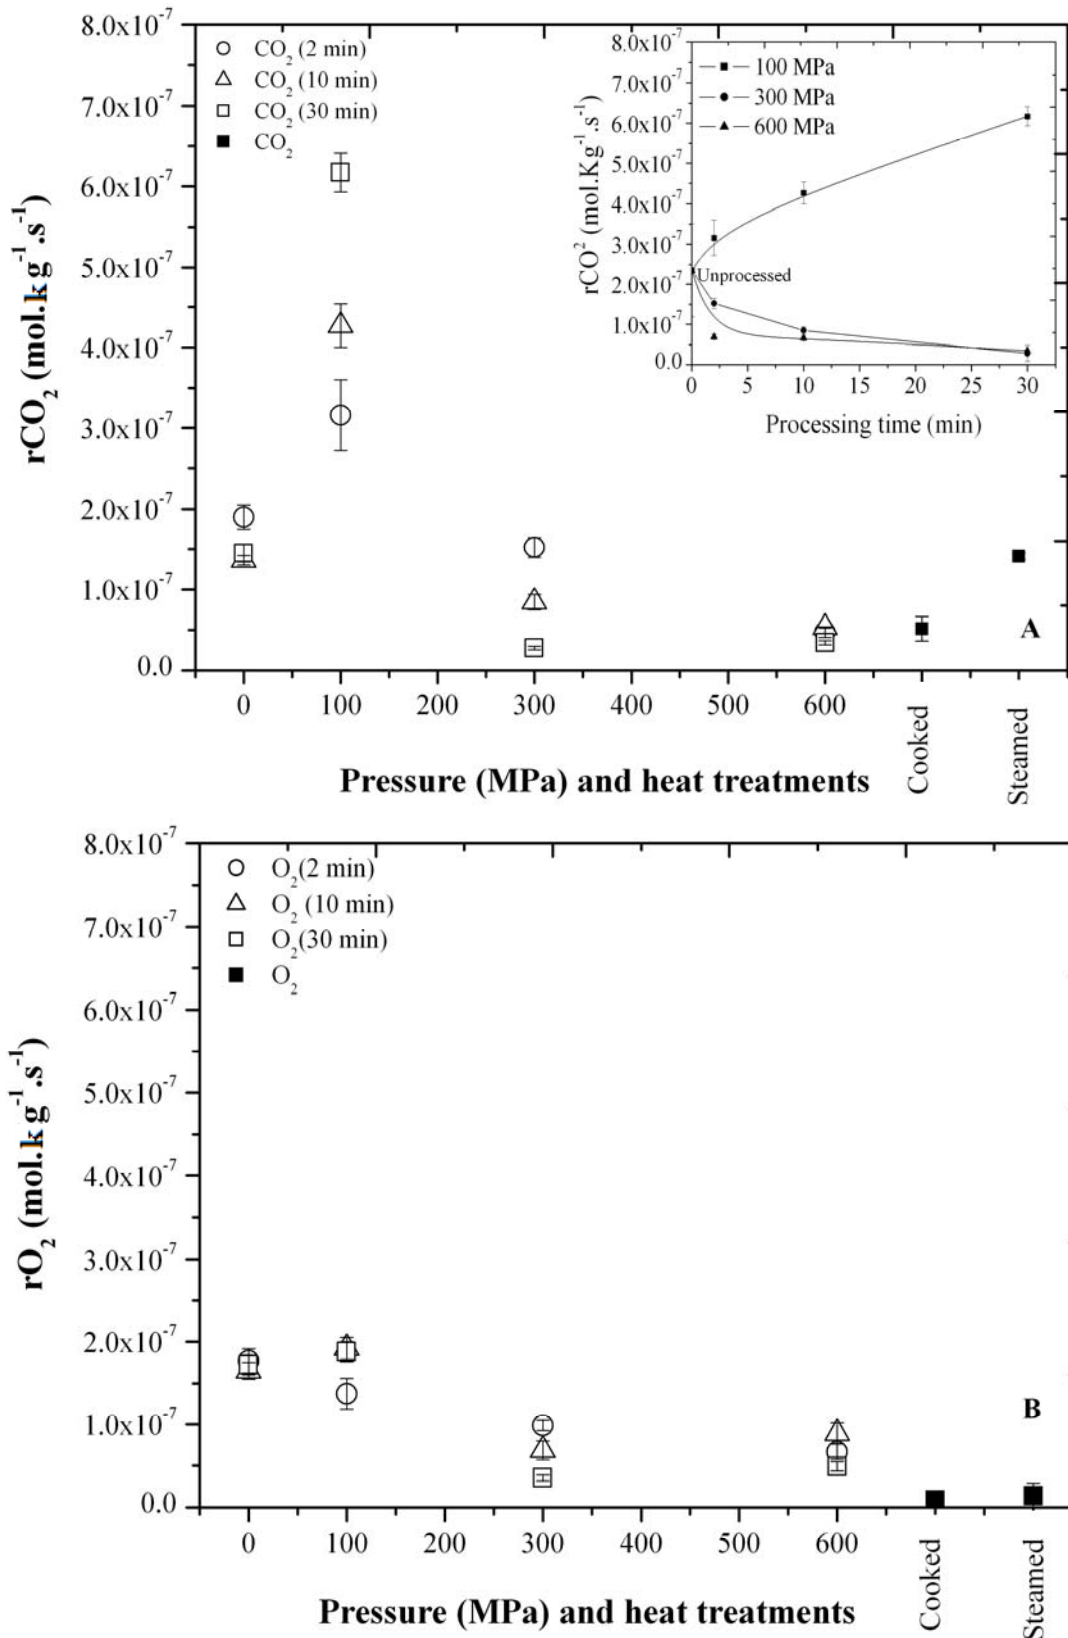 8.0x10⁻⁷
7.0x10⁻⁷
6.0x10⁻⁷
5.0x10⁻⁷
4.0x10⁻⁷
3.0x10⁻⁷
2.0x10⁻⁷
1.0x10⁻⁷
0.0
rCO₂ (mol.kg⁻¹.s⁻¹)
CO₂ (2 min)
CO₂ (10 min)
CO₂ (30 min)
CO₂
8.0x10⁻⁷
7.0x10⁻⁷
6.0x10⁻⁷
5.0x10⁻⁷
4.0x10⁻⁷
3.0x10⁻⁷
2.0x10⁻⁷
1.0x10⁻⁷
0.0
rCO² (mol.Kg⁻¹.s⁻¹)
100 MPa
300 MPa
600 MPa
Unprocessed
0 5 10 15 20 25 30
Processing time (min)
A
0 100 200 300 400 500 600 Cooked Steamed
Pressure (MPa) and heat treatments
8.0x10⁻⁷
7.0x10⁻⁷
6.0x10⁻⁷
5.0x10⁻⁷
4.0x10⁻⁷
3.0x10⁻⁷
2.0x10⁻⁷
1.0x10⁻⁷
0.0
rO₂ (mol.kg⁻¹.s⁻¹)
O₂(2 min)
O₂ (10 min)
O₂(30 min)
O₂
B
0 100 200 300 400 500 600 Cooked Steamed
Pressure (MPa) and heat treatments